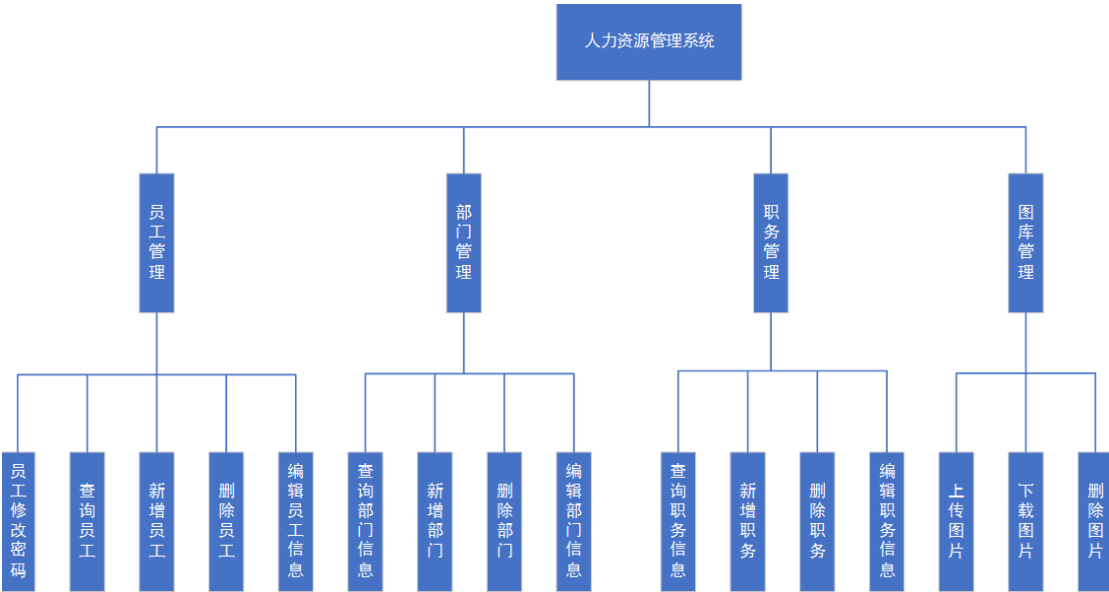 人力资源管理系统
员工管理
部门管理
职务管理
图库管理
员工修改密码
查询员工
新增员工
删除员工
编辑员工信息
查询部门信息
新增部门
删除部门
编辑部门信息
查询职务信息
新增职务
删除职务
编辑职务信息
上传图片
下载图片
删除图片